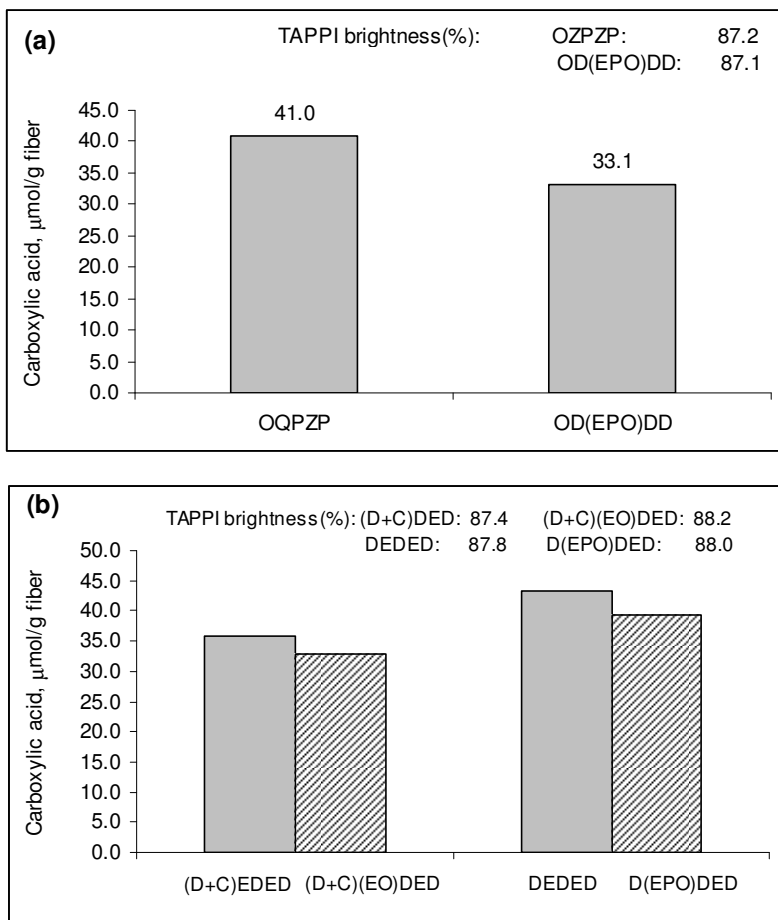 (a)
TAPPI brightness(%): OZPZP: 87.2
OD(EPO)DD: 87.1
Carboxylic acid, μmol/g fiber
45.0
40.0
35.0
30.0
25.0
20.0
15.0
10.0
5.0
0.0
41.0
33.1
OQPZP OD(EPO)DD
(b)
TAPPI brightness(%): (D+C)DED: 87.4 (D+C)(EO)DED: 88.2
DEDED: 87.8 D(EPO)DED: 88.0
Carboxylic acid, μmol/g fiber
50.0
45.0
40.0
35.0
30.0
25.0
20.0
15.0
10.0
5.0
0.0
(D+C)EDED (D+C)(EO)DED DEDED D(EPO)DED